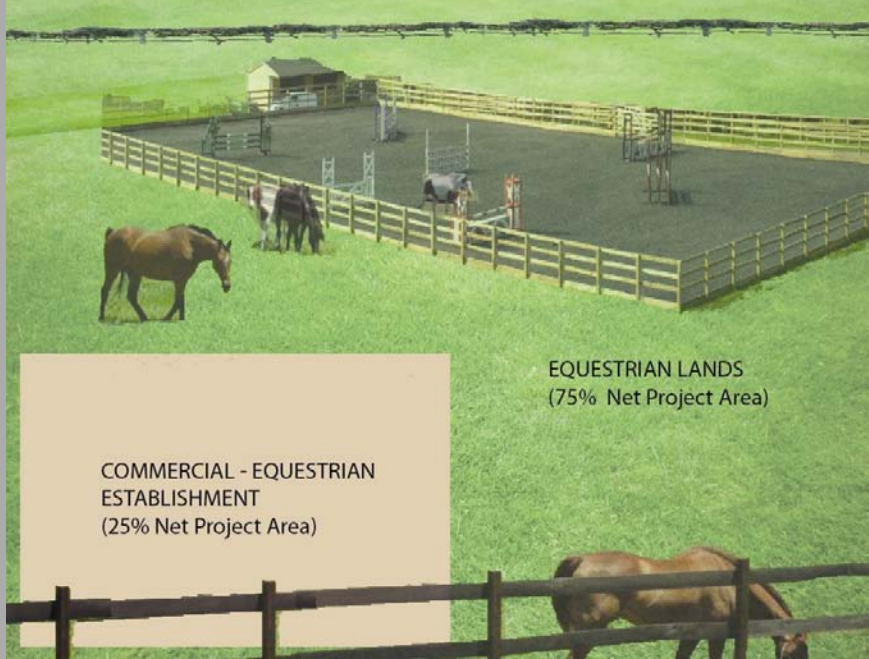 EQUESTRIAN LANDS
(75% Net Project Area)
COMMERCIAL - EQUESTRIAN
ESTABLISHMENT
(25% Net Project Area)